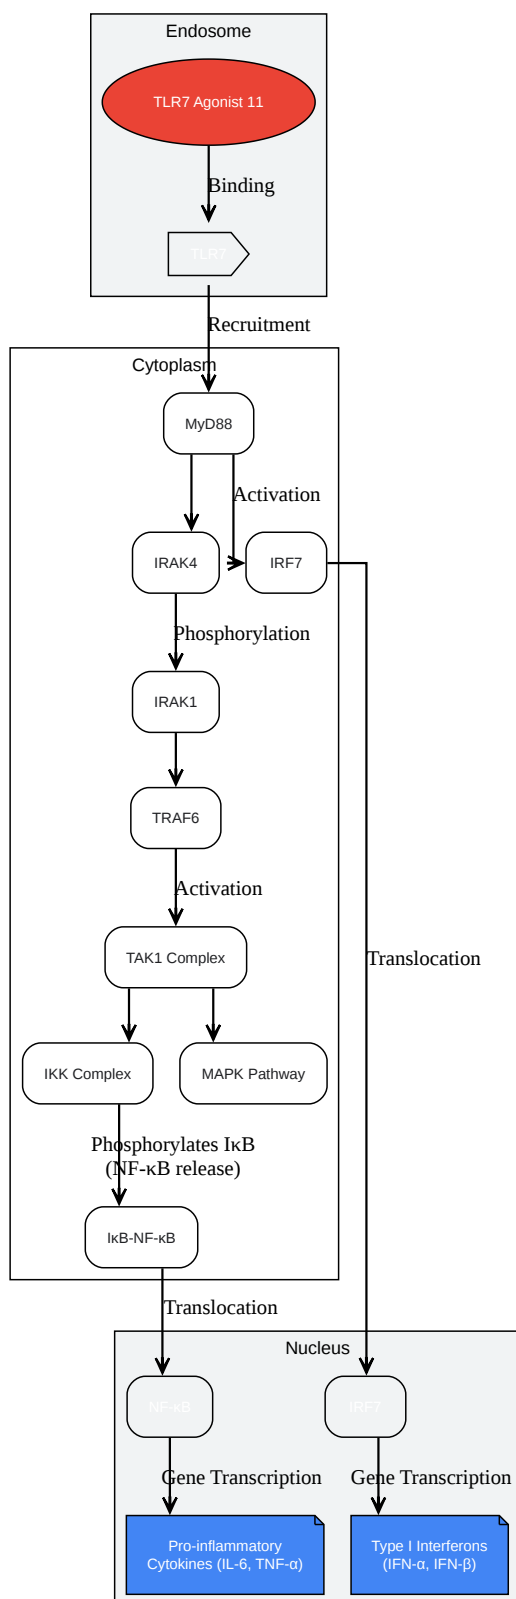 Endosome
TLR7 Agonist 11
Binding
TLR7
Recruitment
Cytoplasm
MyD88
Activation
IRAK4
IRF7
Phosphorylation
IRAK1
TRAF6
Activation
TAK1 Complex
Translocation
IKK Complex
MAPK Pathway
Phosphorylates IκB
(NF-κB release)
IκB-NF-κB
Translocation
Nucleus
NF-κB
IRF7
Gene Transcription
Gene Transcription
Pro-inflammatory
Cytokines (IL-6, TNF-α)
Type I Interferons
(IFN-α, IFN-β)